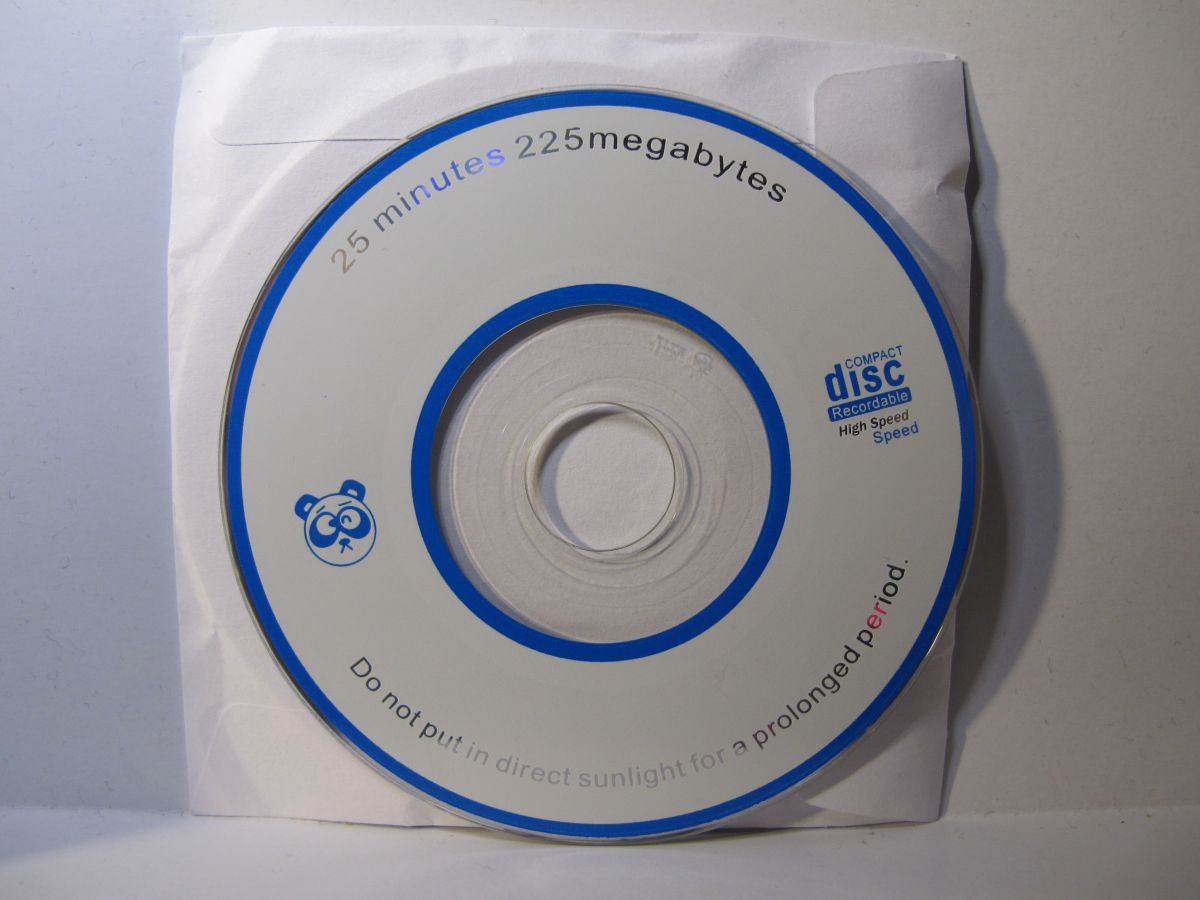 25 minutes 225megabytes
COMPACT
disc
Recordable
High Speed
Speed
Do not put in direct sunlight for a prolonged period.